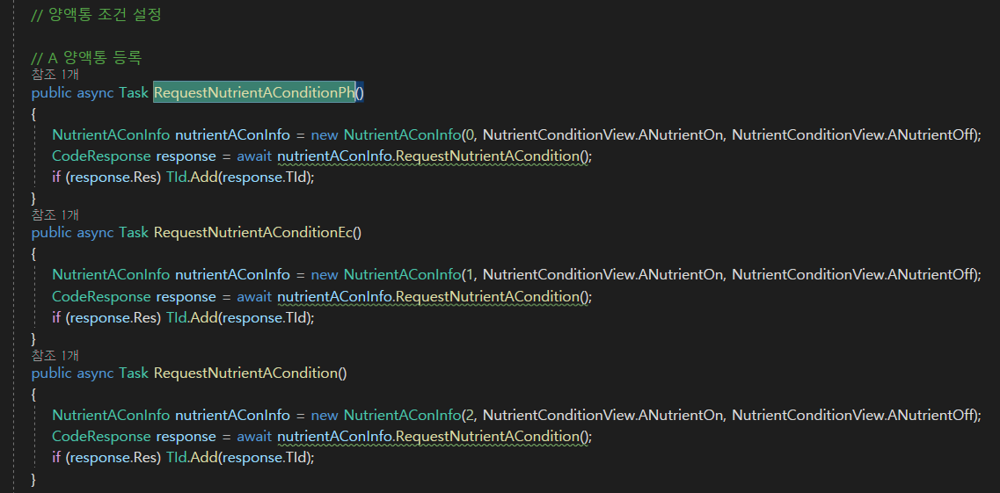 // 양액통 조건 설정
// A 양액통 등록
참조 1개
public async Task RequestNutrientAConditionPh()
{
NutrientAConInfo nutrientAConInfo = new NutrientAConInfo(0, NutrientConditionView.ANutrientOn, NutrientConditionView.ANutrientOff);
CodeResponse response = await nutrientAConInfo.RequestNutrientACondition();
if (response.Res) TId.Add(response.TId);
}
참조 1개
public async Task RequestNutrientAConditionEc()
{
NutrientAConInfo nutrientAConInfo = new NutrientAConInfo(1, NutrientConditionView.ANutrientOn, NutrientConditionView.ANutrientOff);
CodeResponse response = await nutrientAConInfo.RequestNutrientACondition();
if (response.Res) TId.Add(response.TId);
}
참조 1개
public async Task RequestNutrientACondition()
{
NutrientAConInfo nutrientAConInfo = new NutrientAConInfo(2, NutrientConditionView.ANutrientOn, NutrientConditionView.ANutrientOff);
CodeResponse response = await nutrientAConInfo.RequestNutrientACondition();
if (response.Res) TId.Add(response.TId);
}